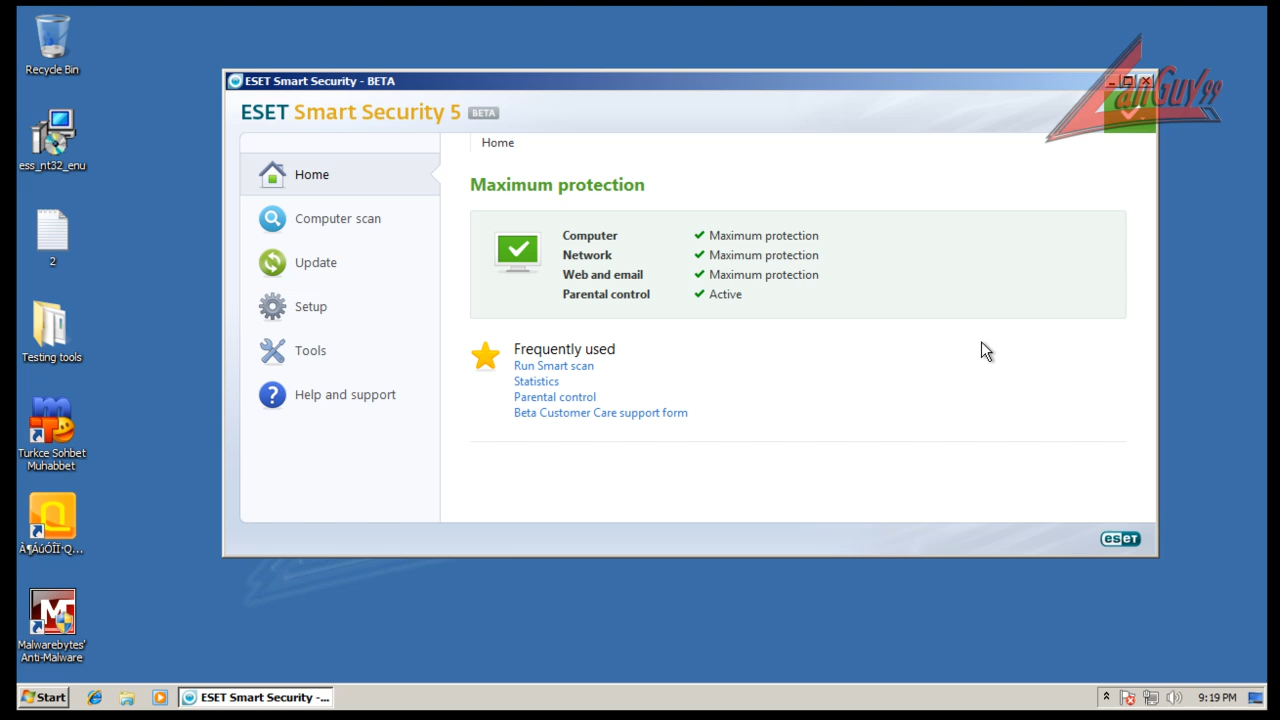 Recycle Bin
ess_nt32_enu
2
Testing tools
Turkce Sohbet
Muhabbet
À¶ÁúÓÎÏ·Q...
Malwarebytes'
Anti-Malware
ESET Smart Security - BETA
ESET Smart Security 5 BETA
Home
Computer scan
Update
Setup
Tools
Help and support
Home
Maximum protection
Computer Maximum protection
Network Maximum protection
Web and email Maximum protection
Parental control Active
Frequently used
Run Smart scan
Statistics
Parental control
Beta Customer Care support form
eseT
Start
ESET Smart Security -...
9:19 PM